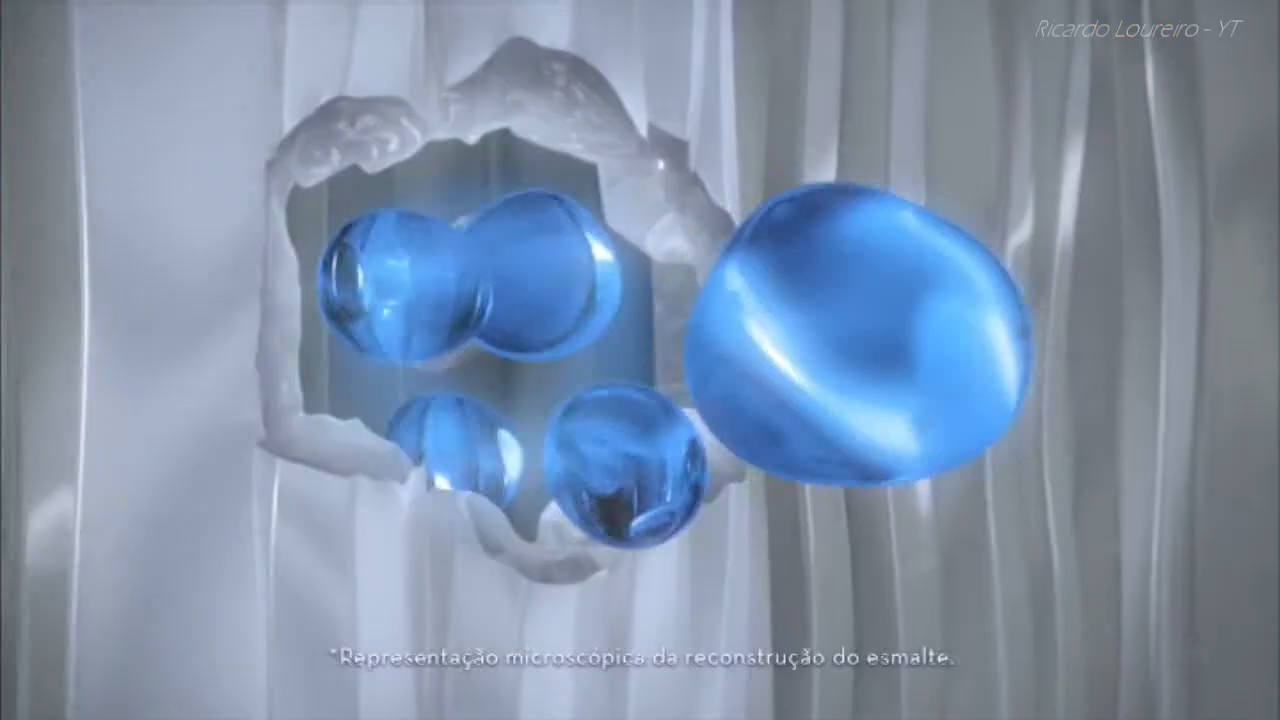 Ricardo Loureiro - YT
*Representação microscópica da reconstrução do esmalte.